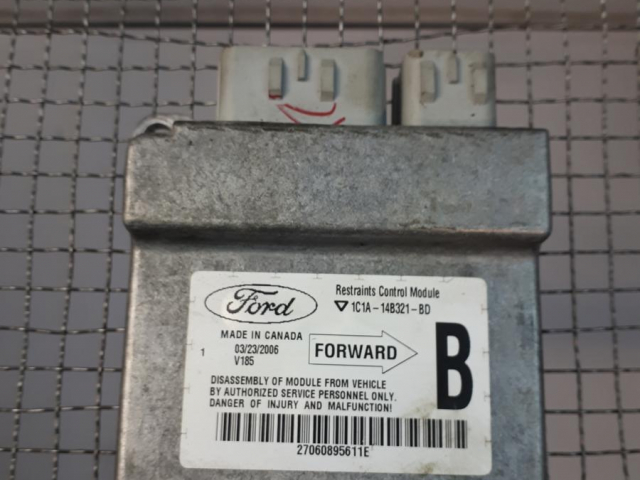 Ford
Restraints Control Module
1C1A-14B321-BD
MADE IN CANADA
03/23/2006
V185
1
FORWARD
B
DISASSEMBLY OF MODULE FROM VEHICLE
BY AUTHORIZED SERVICE PERSONNEL ONLY.
DANGER OF INJURY AND MALFUNCTION!
27060895611E